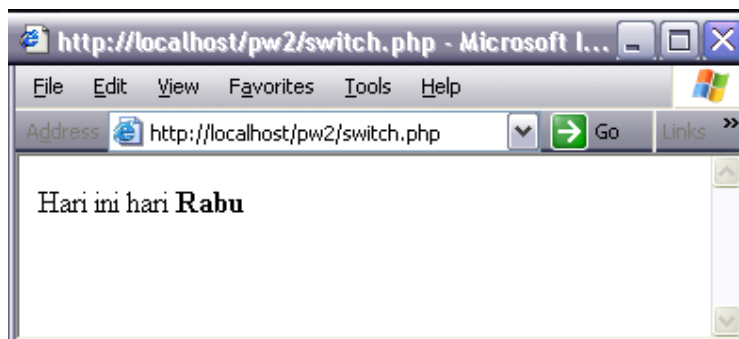 http://localhost/pw2/switch.php - Microsoft I...
File Edit View Favorites Tools Help
Address http://localhost/pw2/switch.php Go Links »
Hari ini hari Rabu